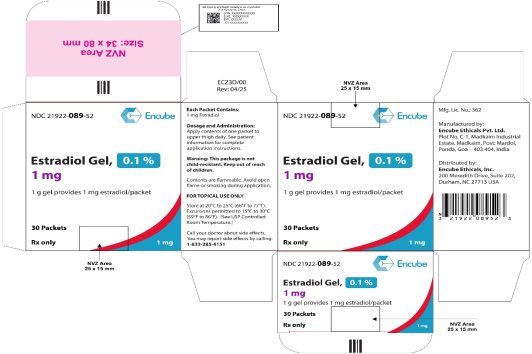 NVZ Area
Size: 34 x 80 mm
ECZ3D/00
Rev: 04/25
NVZ Area
25 x 15 mm
NDC 21922-089-52
Encube
Estradiol Gel, 0.1 %
1 mg
1 g gel provides 1 mg estradiol/packet
30 Packets
Rx only
1 mg
NVZ Area
25 x 15 mm
Each Packet Contains:
1 mg Estradiol
Dosage and Administration:
Apply contents of one packet to
upper thigh daily. See patient
information for complete
application instructions.
Warning: This package is not
child-resistant. Keep out of reach
of children.
Contents are flammable. Avoid open
flame or smoking during application.
FOR TOPICAL USE ONLY
Store at 20°C to 25°C (68°F to 77°F).
Excursions permitted to 15°C to 30°C
(59°F to 86°F). [See USP Controlled
Room Temperature.]
Call your doctor about side effects.
You may report side effects by calling:
1-833-285-4151
NDC 21922-089-52
Encube
Estradiol Gel, 0.1 %
1 mg
1 g gel provides 1 mg estradiol/packet
30 Packets
Rx only
1 mg
Mfg. Lic. No.: 362
Manufactured by:
Encube Ethicals Pvt. Ltd.
Plot No. C 1, Madkaim Industrial
Estate, Madkaim, Post: Mardol,
Ponda, Goa - 403 404, India
Distributed by:
Encube Ethicals, Inc.
200 Meredith Drive, Suite 202,
Durham, NC 27713 USA
3 21922 08952 3
NDC 21922-089-52
Encube
Estradiol Gel, 0.1 %
1 mg
1 g gel provides 1 mg estradiol/packet
30 Packets
Rx only
1 mg
NVZ Area
25 x 15 mm